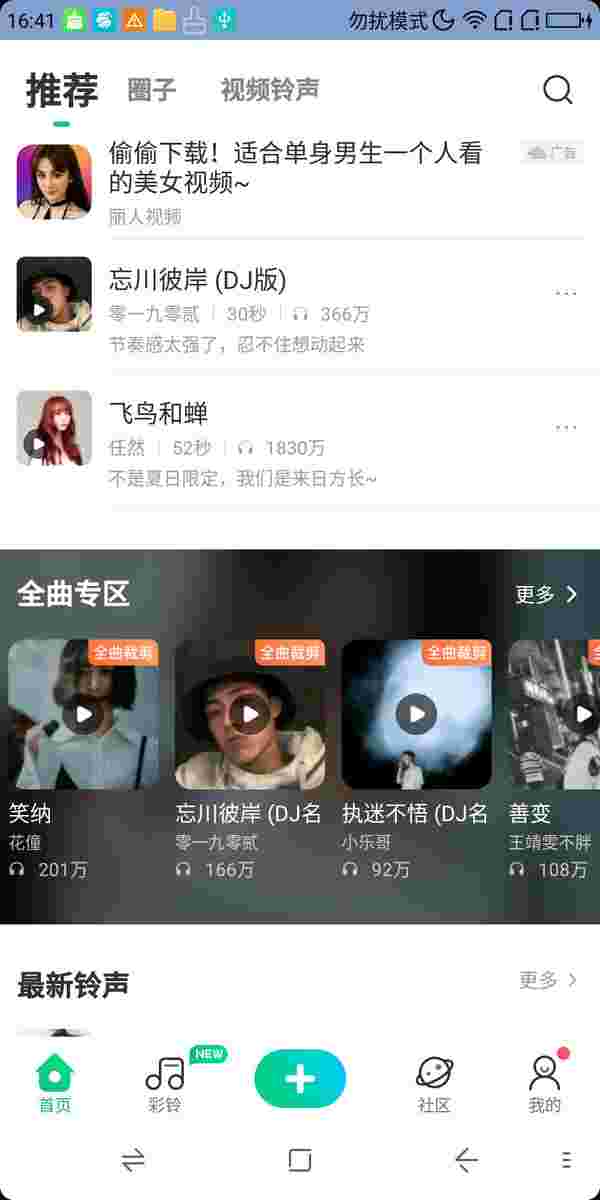 16:41
勿扰模式
推荐 圈子 视频铃声
偷偷下载！适合单身男生一个人看
的美女视频~
广告
丽人视频
忘川彼岸 (DJ版)
零一九零贰 30秒 366万
节奏感太强了，忍不住想动起来
飞鸟和蝉
任然 52秒 1830万
不是夏日限定，我们是来日方长~
全曲专区 更多
全曲裁剪 全曲裁剪 全曲裁剪 全
笑纳 忘川彼岸 (DJ名 执迷不悟 (DJ名 善变
花僮 零一九零贰 小乐哥 王靖雯不胖
201万 166万 92万 108万
最新铃声 更多
NEW
首页 彩铃 社区 我的